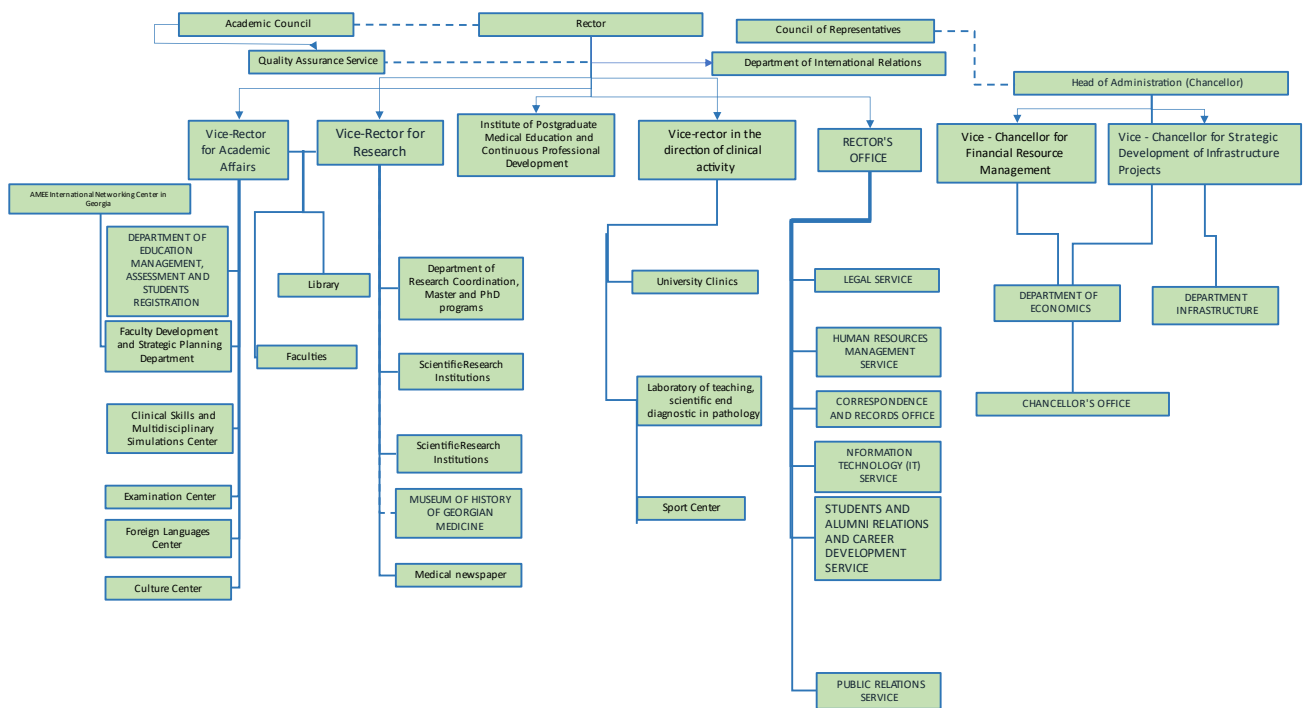 Academic Council
Rector
Council of Representatives
Quality Assurance Service
Department of International Relations
Head of Administration (Chancellor)
Vice-Rector
for Academic
Affairs
Vice-Rector for
Research
Institute of Postgraduate
Medical Education and
Continuous Professional
Development
Vice-rector in the
direction of clinical
activity
RECTOR'S
OFFICE
Vice - Chancellor for
Financial Resource
Management
Vice - Chancellor for Strategic
Development of Infrastructure
Projects
AMEE International Networking Center in
Georgia
DEPARTMENT OF
EDUCATION
MANAGEMENT,
ASSESSMENT AND
STUDENTS
REGISTRATION
Library
Department of
Research Coordination,
Master and PhD
programs
University Clinics
LEGAL SERVICE
DEPARTMENT OF
ECONOMICS
DEPARTMENT
INFRASTRUCTURE
Faculty Development
and Strategic Planning
Department
Faculties
Scientific-Research
Institutions
HUMAN RESOURCES
MANAGEMENT
SERVICE
Laboratory of teaching,
scientific end
diagnostic in pathology
CORRESPONDENCE
AND RECORDS OFFICE
CHANCELLOR'S OFFICE
Clinical Skills and
Multidisciplinary
Simulations Center
Scientific-Research
Institutions
NFORMATION
TECHNOLOGY (IT)
SERVICE
Examination Center
MUSEUM OF HISTORY
OF GEORGIAN
MEDICINE
Sport Center
STUDENTS AND
ALUMNI RELATIONS
AND CAREER
DEVELOPMENT
SERVICE
Foreign Languages
Center
Culture Center
Medical newspaper
PUBLIC RELATIONS
SERVICE